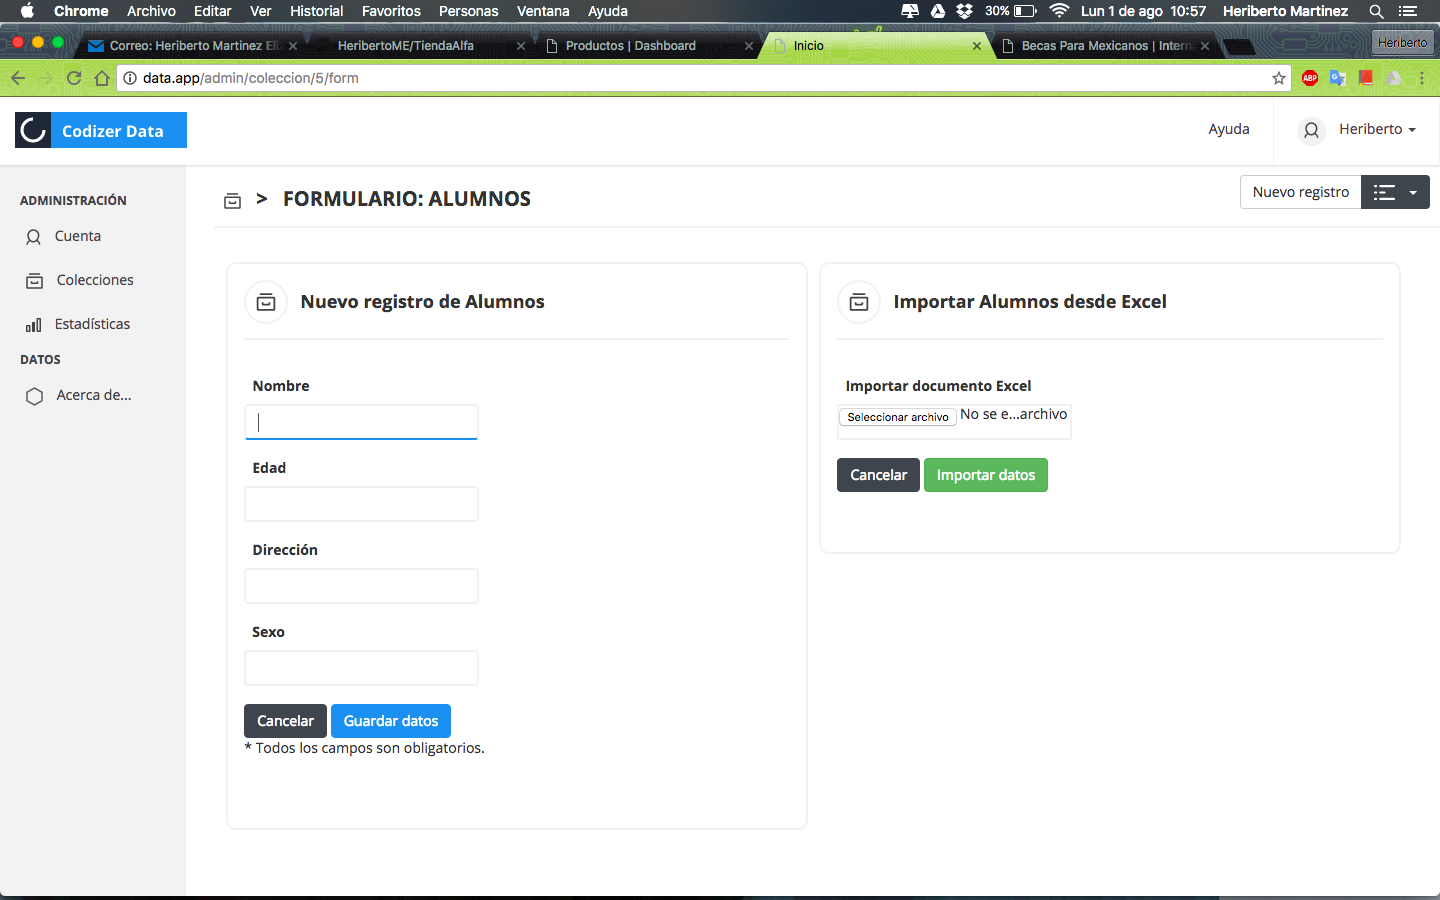 Chrome Archivo Editar Ver Historial Favoritos Personas Ventana Ayuda 30% Lun 1 de ago 10:57 Heriberto Martinez
Correo: Heriberto Martinez Eli HeribertoME/TiendaAlfa Productos | Dashboard Inicio Becas Para Mexicanos | Intern Heriberto
data.app/admin/coleccion/5/form ABP
Codizer Data Ayuda Heriberto
ADMINISTRACIÓN
Cuenta
Colecciones
Estadísticas
DATOS
Acerca de...
> FORMULARIO: ALUMNOS Nuevo registro
Nuevo registro de Alumnos
Nombre
Edad
Dirección
Sexo
Cancelar Guardar datos
* Todos los campos son obligatorios.
Importar Alumnos desde Excel
Importar documento Excel
Seleccionar archivo No se e...archivo
Cancelar Importar datos